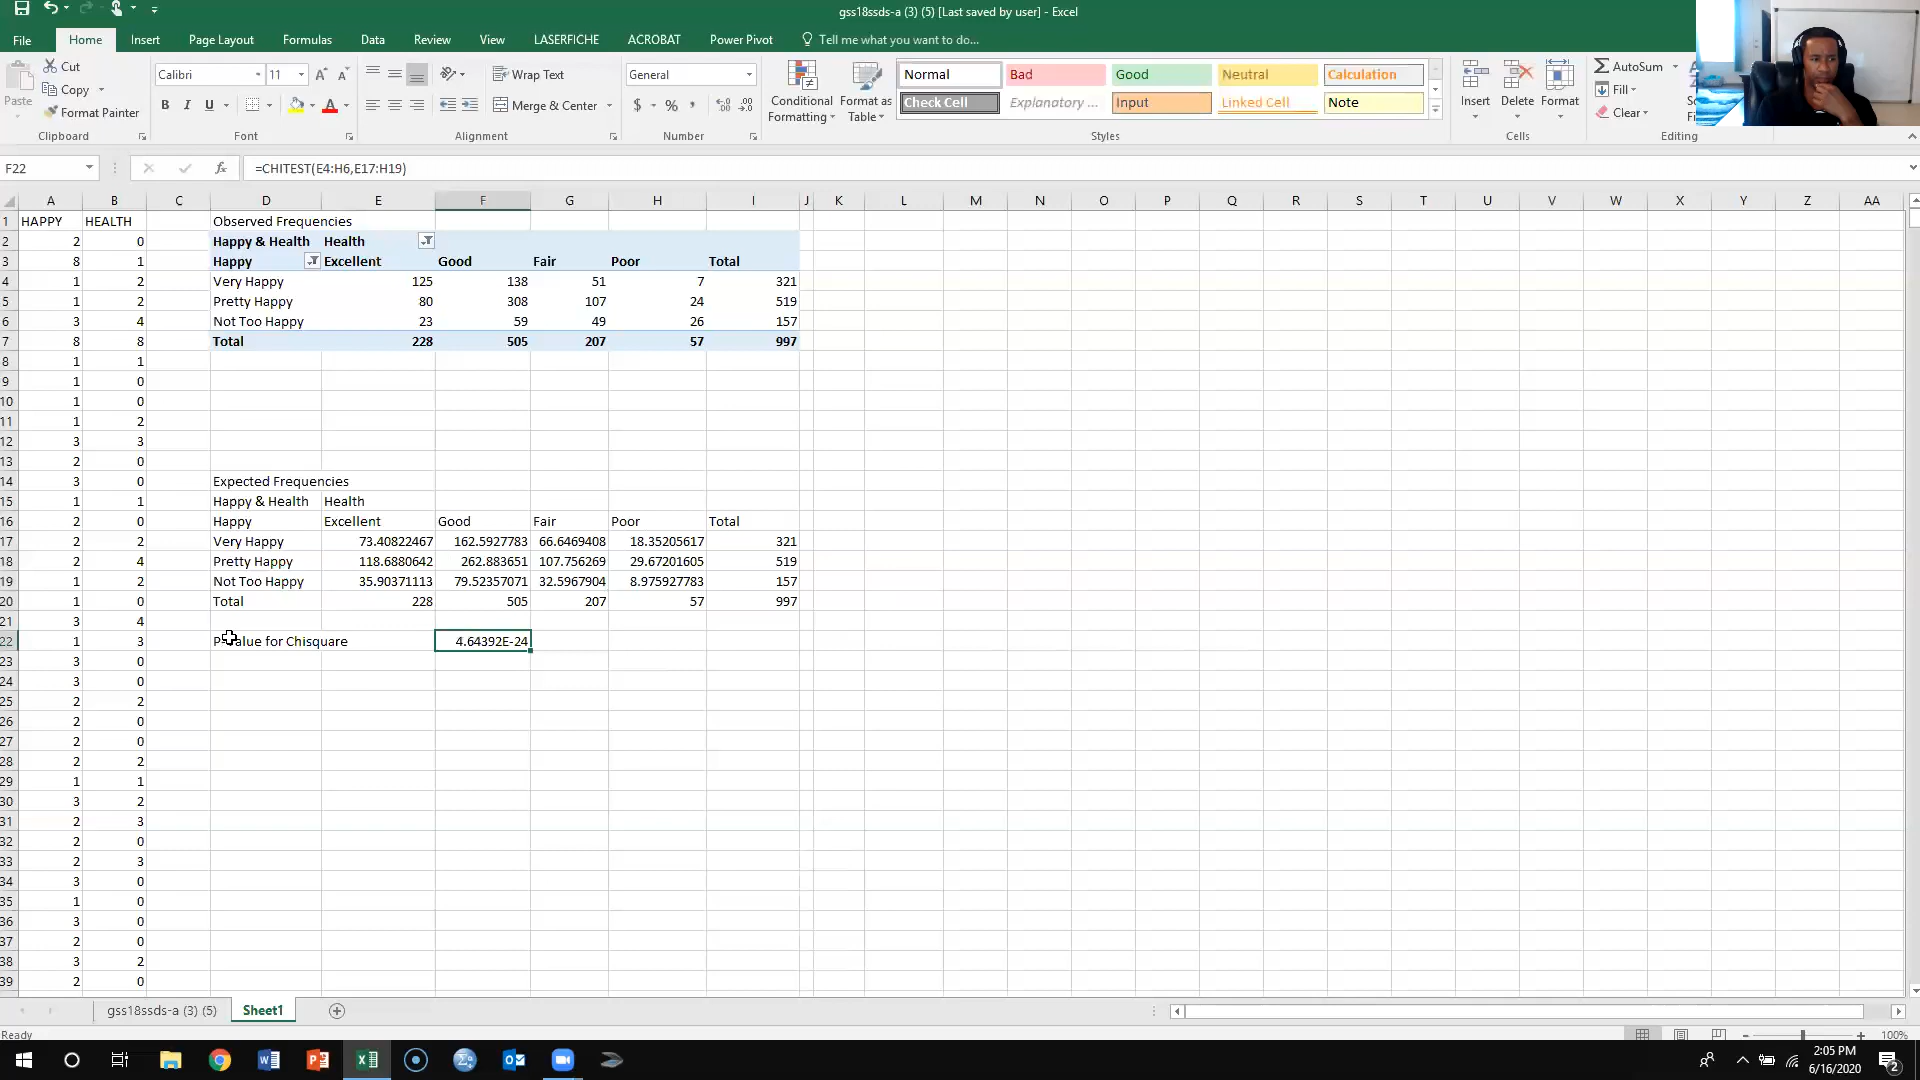 gss18ssds-a (3) (5) [Last saved by user] - Excel
File Home Insert Page Layout Formulas Data Review View LASERFICHE ACROBAT Power Pivot Tell me what you want to do...
Cut Calibri 11 Wrap Text General Normal Bad Good Neutral Calculation AutoSum
Paste Copy Merge & Center Conditional Formatting Format as Table Check Cell Explanatory ... Input Linked Cell Note Insert Delete Format Fill
Format Painter Clear
Clipboard Font Alignment Number Styles Cells Editing
F22 =CHITEST(E4:H6,E17:H19)
A B C D E F G H I J K L M N O P Q R S T U V W X Y Z AA
1 HAPPY HEALTH Observed Frequencies
2 2 0 Happy & Health Health
3 8 1 Happy Excellent Good Fair Poor Total
4 1 2 Very Happy 125 138 51 7 321
5 1 2 Pretty Happy 80 308 107 24 519
6 3 4 Not Too Happy 23 59 49 26 157
7 8 8 Total 228 505 207 57 997
8 1 1
9 1 0
10 1 0
11 1 2
12 3 3
13 2 0
14 3 0 Expected Frequencies
15 1 1 Happy & Health Health
16 2 0 Happy Excellent Good Fair Poor Total
17 2 2 Very Happy 73.40822467 162.5927783 66.6469408 18.35205617 321
18 2 4 Pretty Happy 118.6880642 262.883651 107.756269 29.67201605 519
19 1 2 Not Too Happy 35.90371113 79.52357071 32.5967904 8.975927783 157
20 1 0 Total 228 505 207 57 997
21 3 4
22 1 3 P-Value for Chisquare 4.64392E-24
23 3 0
24 3 0
25 2 2
26 2 0
27 2 0
28 2 2
29 1 1
30 3 2
31 2 3
32 2 0
33 2 3
34 3 0
35 1 0
36 3 0
37 2 0
38 3 2
39 2 0
gss18ssds-a (3) (5) Sheet1
Ready 100%
2:05 PM
6/16/2020
2